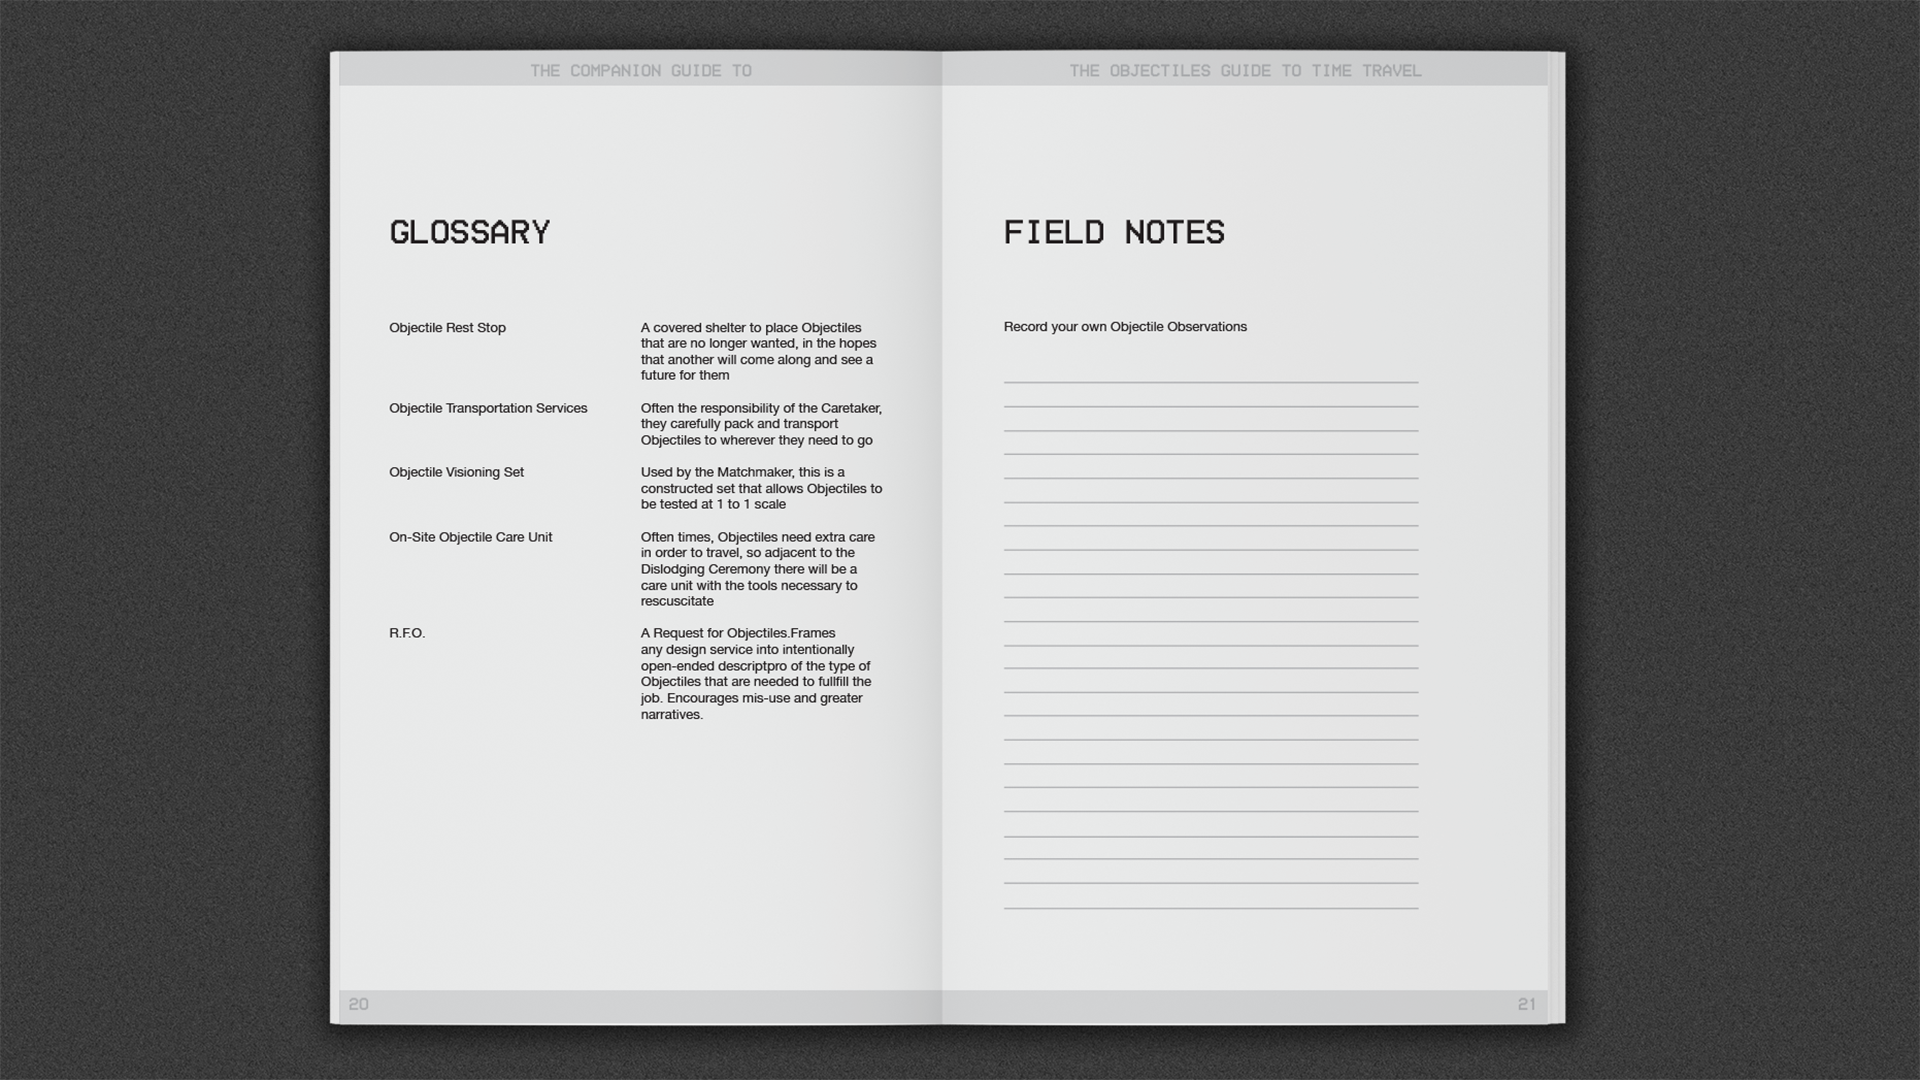 THE COMPANION GUIDE TO
GLOSSARY
Objectile Rest Stop
A covered shelter to place Objectiles
that are no longer wanted, in the hopes
that another will come along and see a
future for them
Objectile Transportation Services
Often the responsibility of the Caretaker,
they carefully pack and transport
Objectiles to wherever they need to go
Objectile Visioning Set
Used by the Matchmaker, this is a
constructed set that allows Objectiles to
be tested at 1 to 1 scale
On-Site Objectile Care Unit
Often times, Objectiles need extra care
in order to travel, so adjacent to the
Dislodging Ceremony there will be a
care unit with the tools necessary to
rescuscitate
R.F.O.
A Request for Objectiles.Frames
any design service into intentionally
open-ended descriptpro of the type of
Objectiles that are needed to fullfill the
job. Encourages mis-use and greater
narratives.
20
THE OBJECTILES GUIDE TO TIME TRAVEL
FIELD NOTES
Record your own Objectile Observations
21